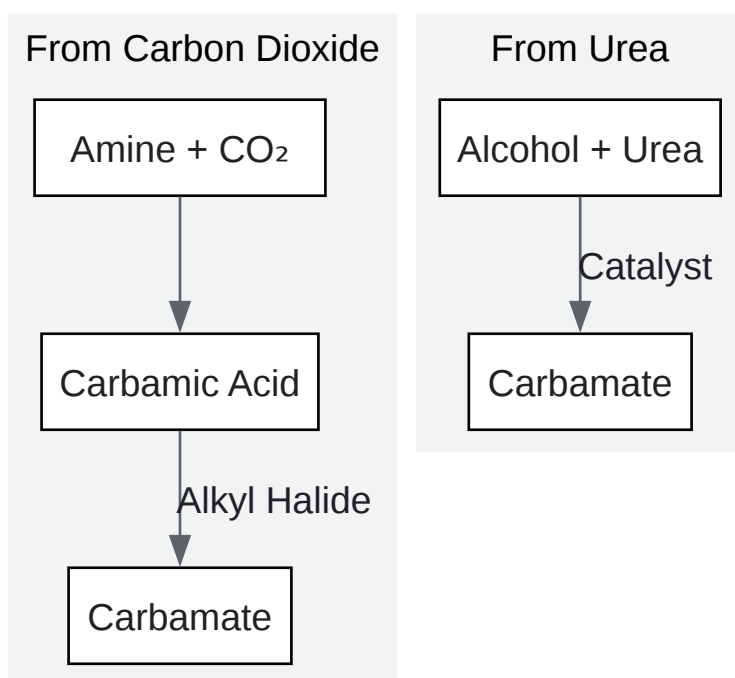 From Carbon Dioxide
Amine + CO₂
Carbamic Acid
Alkyl Halide
Carbamate
From Urea
Alcohol + Urea
Catalyst
Carbamate